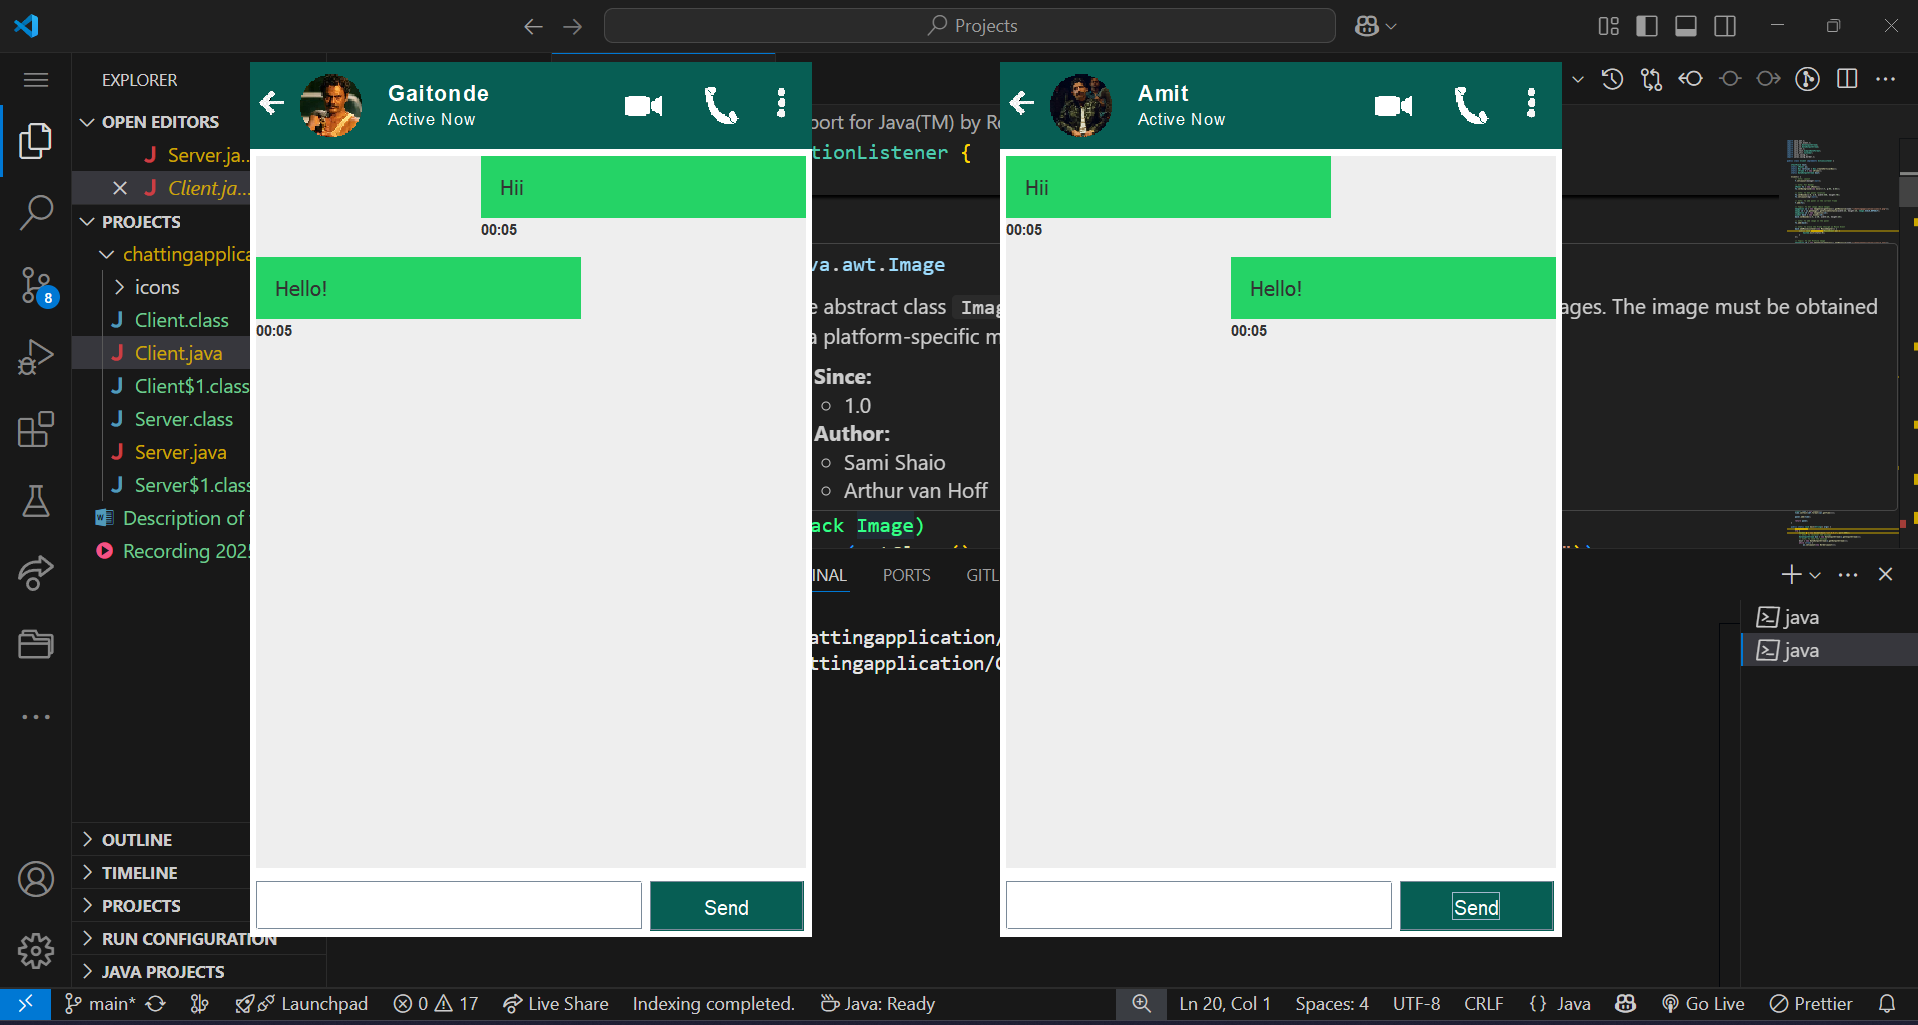 Projects
EXPLORER
OPEN EDITORS
Server.ja...
Client.ja...
PROJECTS
chattingapplica
icons
Client.class
Client.java
Client$1.class
Server.class
Server.java
Server$1.class
Description of
Recording 202
OUTLINE
TIMELINE
PROJECTS
RUN CONFIGURATION
JAVA PROJECTS
8
Gaitonde
Active Now
Hii
00:05
Hello!
00:05
Send
port for Java(TM) by Re
tionListener {
va.awt.Image
e abstract class Imag
ages. The image must be obtained
a platform-specific m
Since:
1.0
Author:
Sami Shaio
Arthur van Hoff
ack Image)
INAL PORTS GITL
attingapplication/
ttingapplication/C
Amit
Active Now
Hii
00:05
Hello!
00:05
Send
java
java
main* 0 17 Launchpad Live Share Indexing completed. Java: Ready
Ln 20, Col 1 Spaces: 4 UTF-8 CRLF {} Java Go Live Prettier